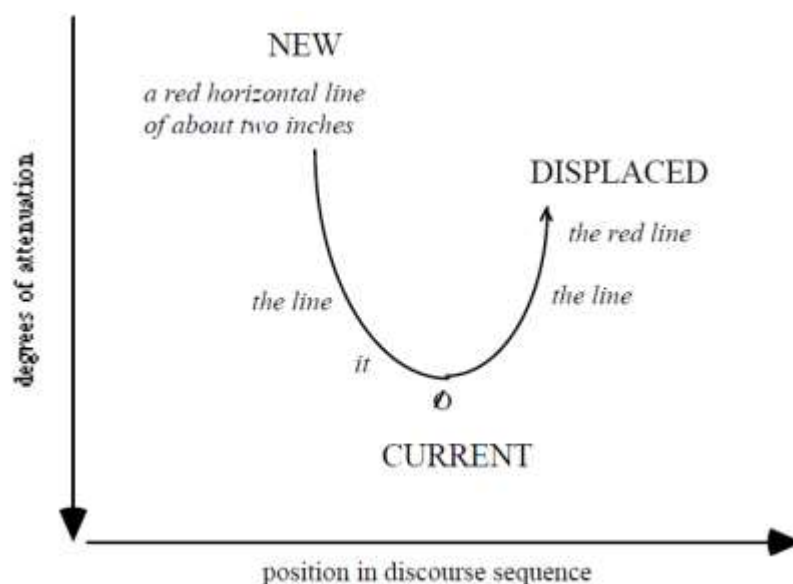 NEW
a red horizontal line
of about two inches
DISPLACED
the red line
the line
the line
it
Ø
CURRENT
degrees of attenuation
position in discourse sequence